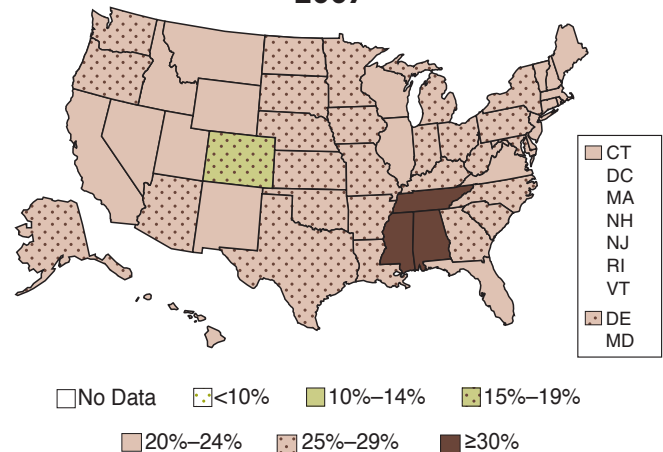 CT
DC
MA
NH
NJ
RI
VT
DE
MD
No Data <10% 10%–14% 15%–19%
20%–24% 25%–29% ≥30%